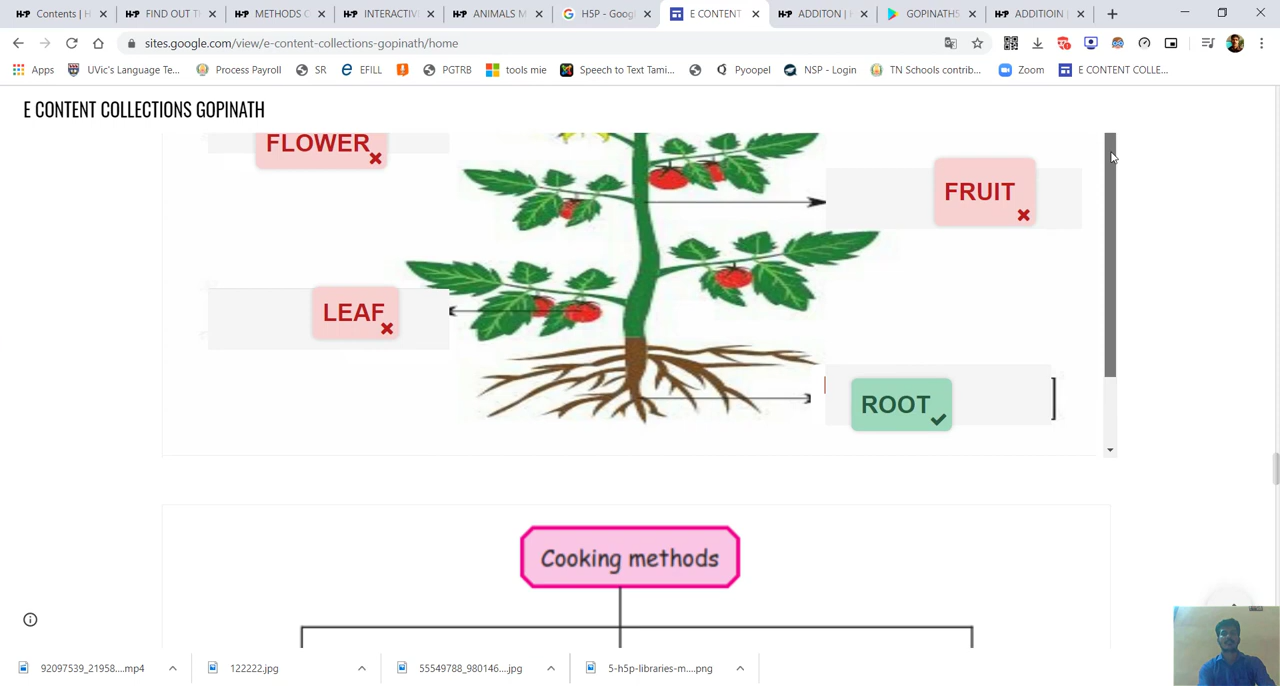 Contents | H
FIND OUT T
METHODS C
INTERACTIV
ANIMALS M
H5P - Goog
E CONTENT
ADDITON |
GOPINATH5
ADDITIOIN |
sites.google.com/view/e-content-collections-gopinath/home
Apps
UVic's Language Te...
Process Payroll
SR
EFILL
PGTRB
tools mie
Speech to Text Tami...
Pyoopel
NSP - Login
TN Schools contrib...
Zoom
E CONTENT COLLE...
E CONTENT COLLECTIONS GOPINATH
FLOWER
FRUIT
LEAF
ROOT
Cooking methods
92097539_21958....mp4
122222.jpg
55549788_980146....jpg
5-h5p-libraries-m....png